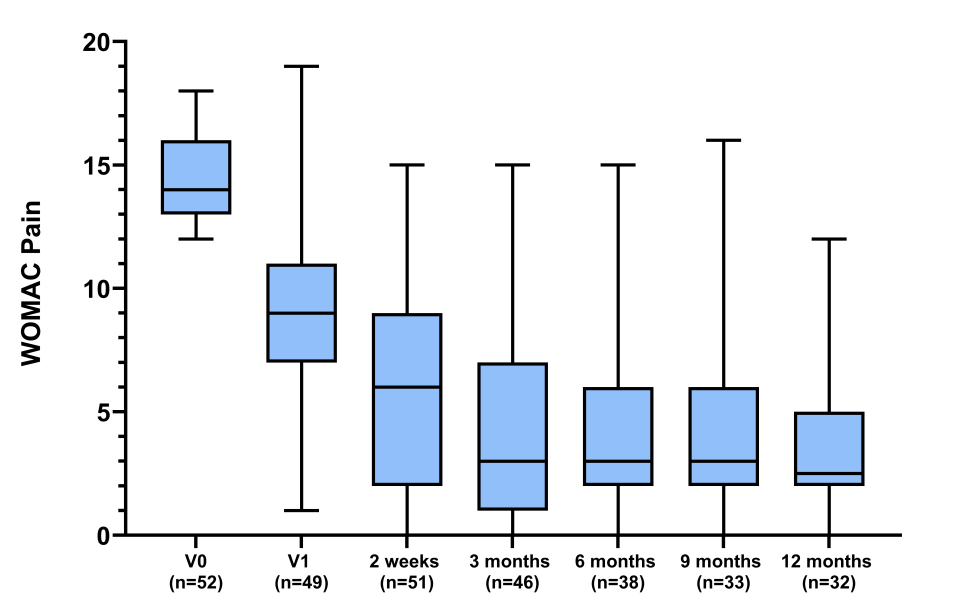 WOMAC Pain
20
15
10
5
0
V0 V1 2 weeks 3 months 6 months 9 months 12 months
(n=52) (n=49) (n=51) (n=46) (n=38) (n=33) (n=32)